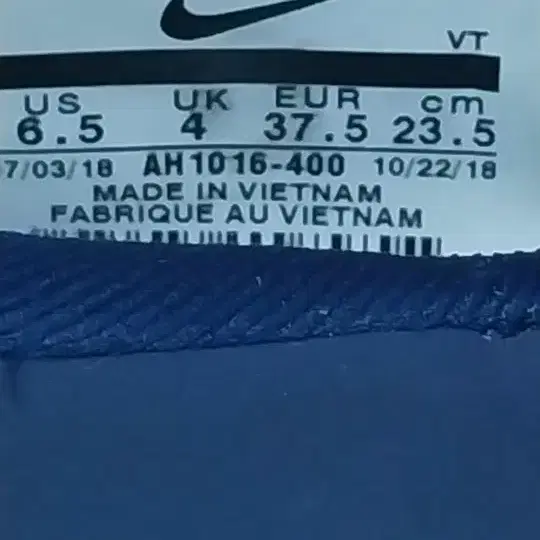 VT
US UK EUR cm
6.5 4 37.5 23.5
7/03/18 AH1016-400 10/22/18
MADE IN VIETNAM
FABRIQUE AU VIETNAM